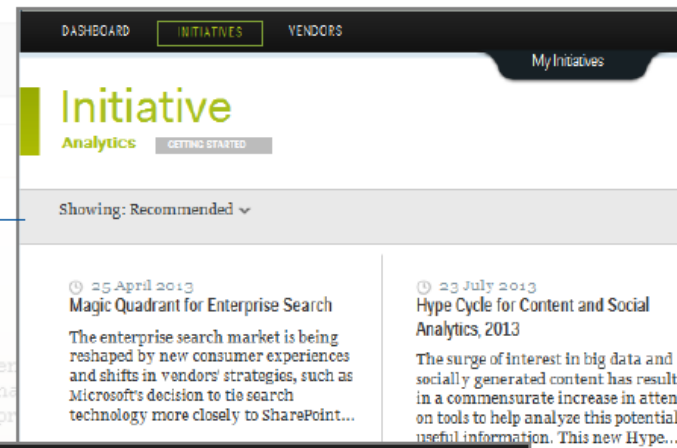 DASHBOARD INITIATIVES VENDORS
My Initiatives
Initiative
Analytics GETTING STARTED
Showing: Recommended
25 April 2013
Magic Quadrant for Enterprise Search
The enterprise search market is being
reshaped by new consumer experiences
and shifts in vendors' strategies, such as
Microsoft's decision to tie search
technology more closely to SharePoint...
23 July 2013
Hype Cycle for Content and Social
Analytics, 2013
The surge of interest in big data and
socially generated content has result
in a commensurate increase in atten
on tools to help analyze this potential
useful information. This new Hype...